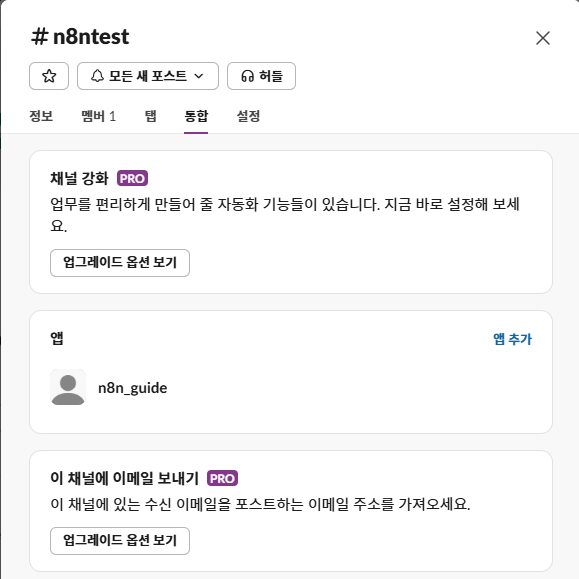 # n8ntest
모든 새 포스트
허들
정보 멤버 1 탭 통합 설정
채널 강화 PRO
업무를 편리하게 만들어 줄 자동화 기능들이 있습니다. 지금 바로 설정해 보세
요.
업그레이드 옵션 보기
앱 앱 추가
n8n_guide
이 채널에 이메일 보내기 PRO
이 채널에 있는 수신 이메일을 포스트하는 이메일 주소를 가져오세요.
업그레이드 옵션 보기